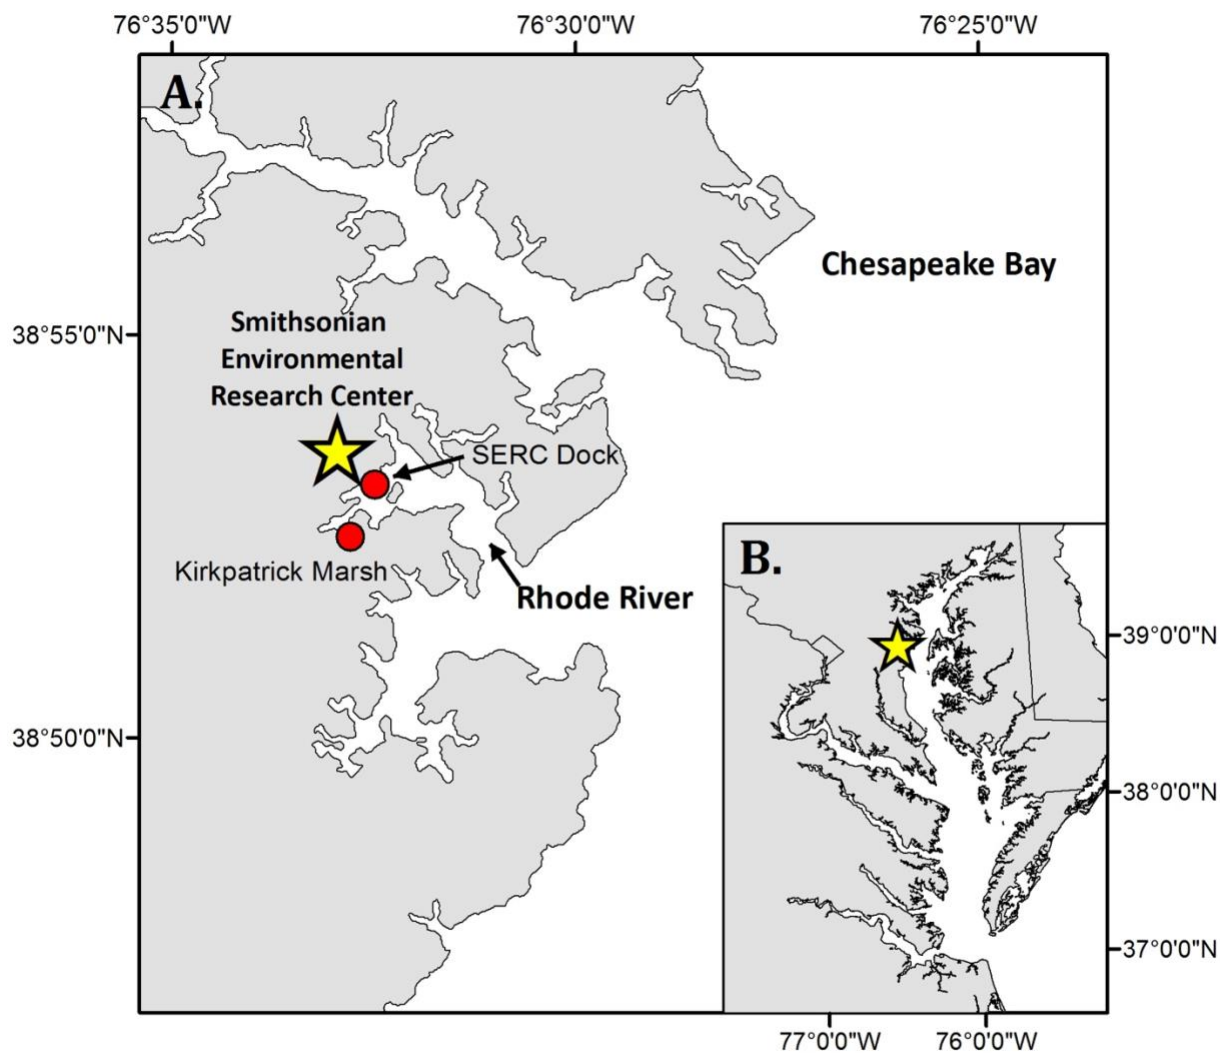 76°35'0"W
76°30'0"W
76°25'0"W
A.
Chesapeake Bay
38°55'0"N
Smithsonian
Environmental
Research Center
SERC Dock
Kirkpatrick Marsh
Rhode River
B.
39°0'0"N
38°50'0"N
38°0'0"N
37°0'0"N
77°0'0"W
76°0'0"W